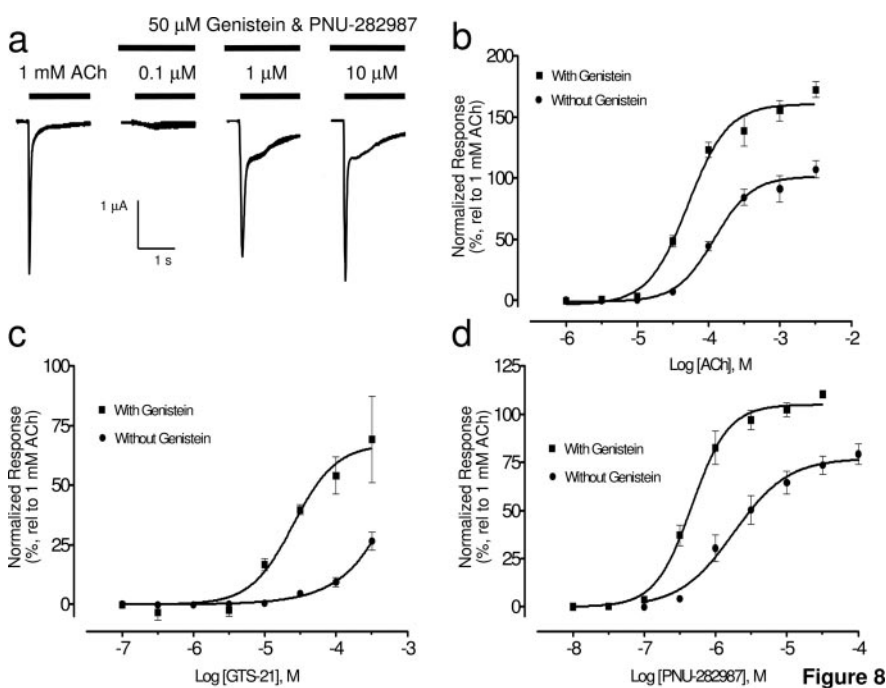 a
50 µM Genistein & PNU-282987
1 mM ACh 0.1 µM 1 µM 10 µM
1 µA
1 s
b
Normalized Response
(%, rel to 1 mM ACh)
200
150
100
50
0
With Genistein
Without Genistein
-6 -5 -4 -3 -2
Log [ACh], M
c
Normalized Response
(%, rel to 1 mM ACh)
100
75
50
25
0
With Genistein
Without Genistein
-7 -6 -5 -4 -3
Log [GTS-21], M
d
Normalized Response
(%, rel to 1 mM ACh)
125
100
75
50
25
0
With Genistein
Without Genistein
-8 -7 -6 -5 -4
Log [PNU-282987], M
Figure 8